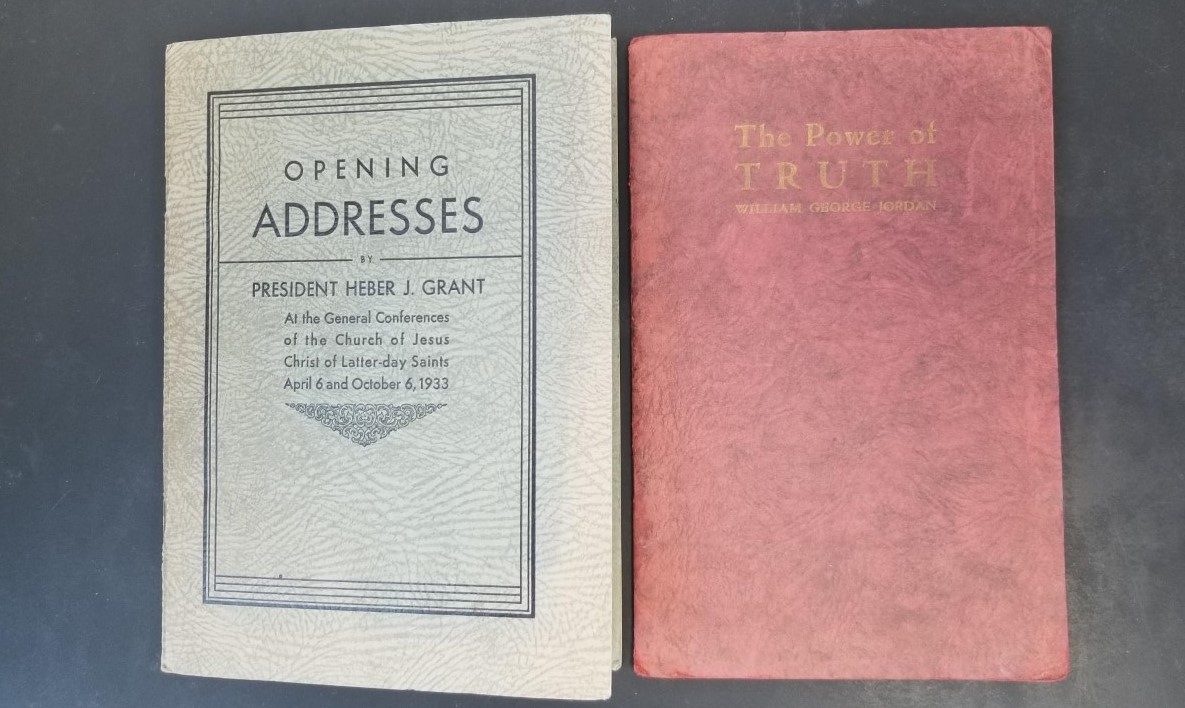 OPENING
ADDRESSES
BY
PRESIDENT HEBER J. GRANT
At the General Conferences
of the Church of Jesus
Christ of Latter-day Saints
April 6 and October 6, 1933
The Power of
TRUTH
WILLIAM GEORGE JORDAN